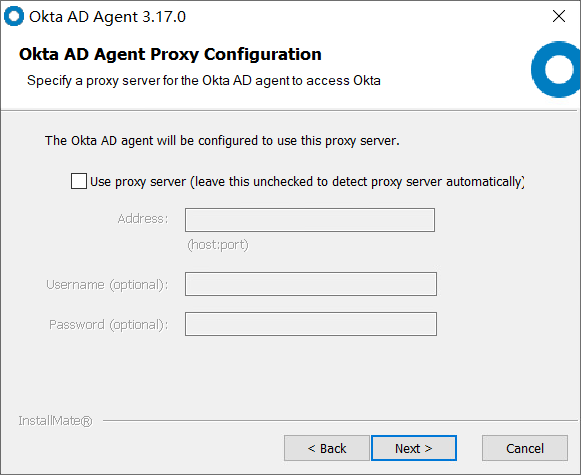 Okta AD Agent 3.17.0
Okta AD Agent Proxy Configuration
Specify a proxy server for the Okta AD agent to access Okta
The Okta AD agent will be configured to use this proxy server.
Use proxy server (leave this unchecked to detect proxy server automatically)
Address:
(host:port)
Username (optional):
Password (optional):
InstallMate®
< Back
Next >
Cancel